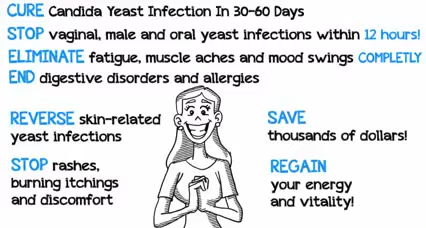 CURE Candida Yeast Infection In 30-60 Days
STOP vaginal, male and oral yeast infections within 12 hours!
ELIMINATE fatigue, muscle aches and mood swings COMPLETLY
END digestive disorders and allergies
REVERSE skin-related
yeast infections
STOP rashes,
burning itchings
and discomfort
SAVE
thousands of dollars!
REGAIN
your energy
and vitality!